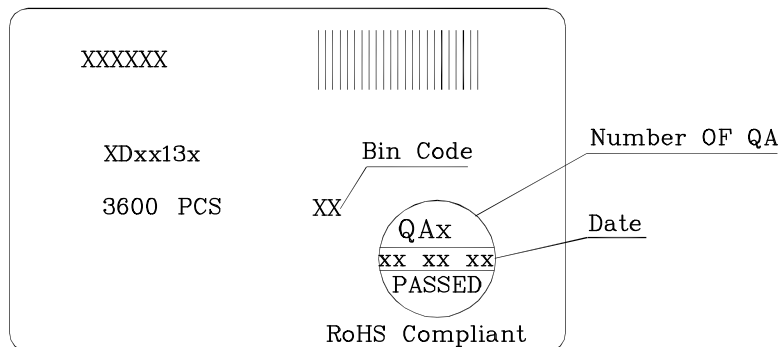 XXXXXX
XDxx13x
Bin Code
Number OF QA
3600 PCS
XX
QAx
Date
xx xx xx
PASSED
RoHS Compliant